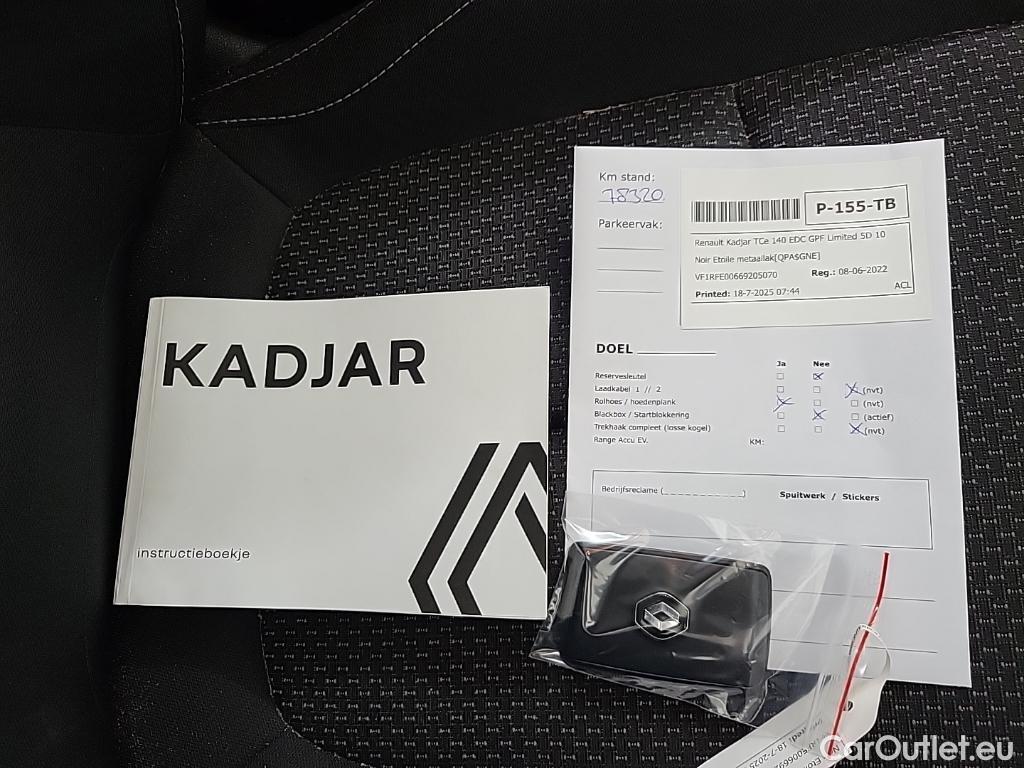 KADJAR
instructieboekje
Km stand:
78320
Parkeervak:
P-155-TB
Renault Kadjar TCe 140 EDC GPF Limited 5D 10
Noir Etoile metaallak[QPA$GNE]
VF1RFE00669205070 Reg.: 08-06-2022
Printed: 18-7-2025 07:44 ACL
DOEL
Ja Nee
Reservesleutel
Laadkabel 1 // 2 (nvt)
Rolhoes / hoedenplank (nvt)
Blackbox / Startblokkering (actief)
Trekhaak compleet (losse kogel) (nvt)
Range Accu EV. KM:
Bedrijfsreclame (_ _ _ _ _ _ _ _ _ _ _ _) Spuitwerk / Stickers
18-7-2025
CarOutlet.eu